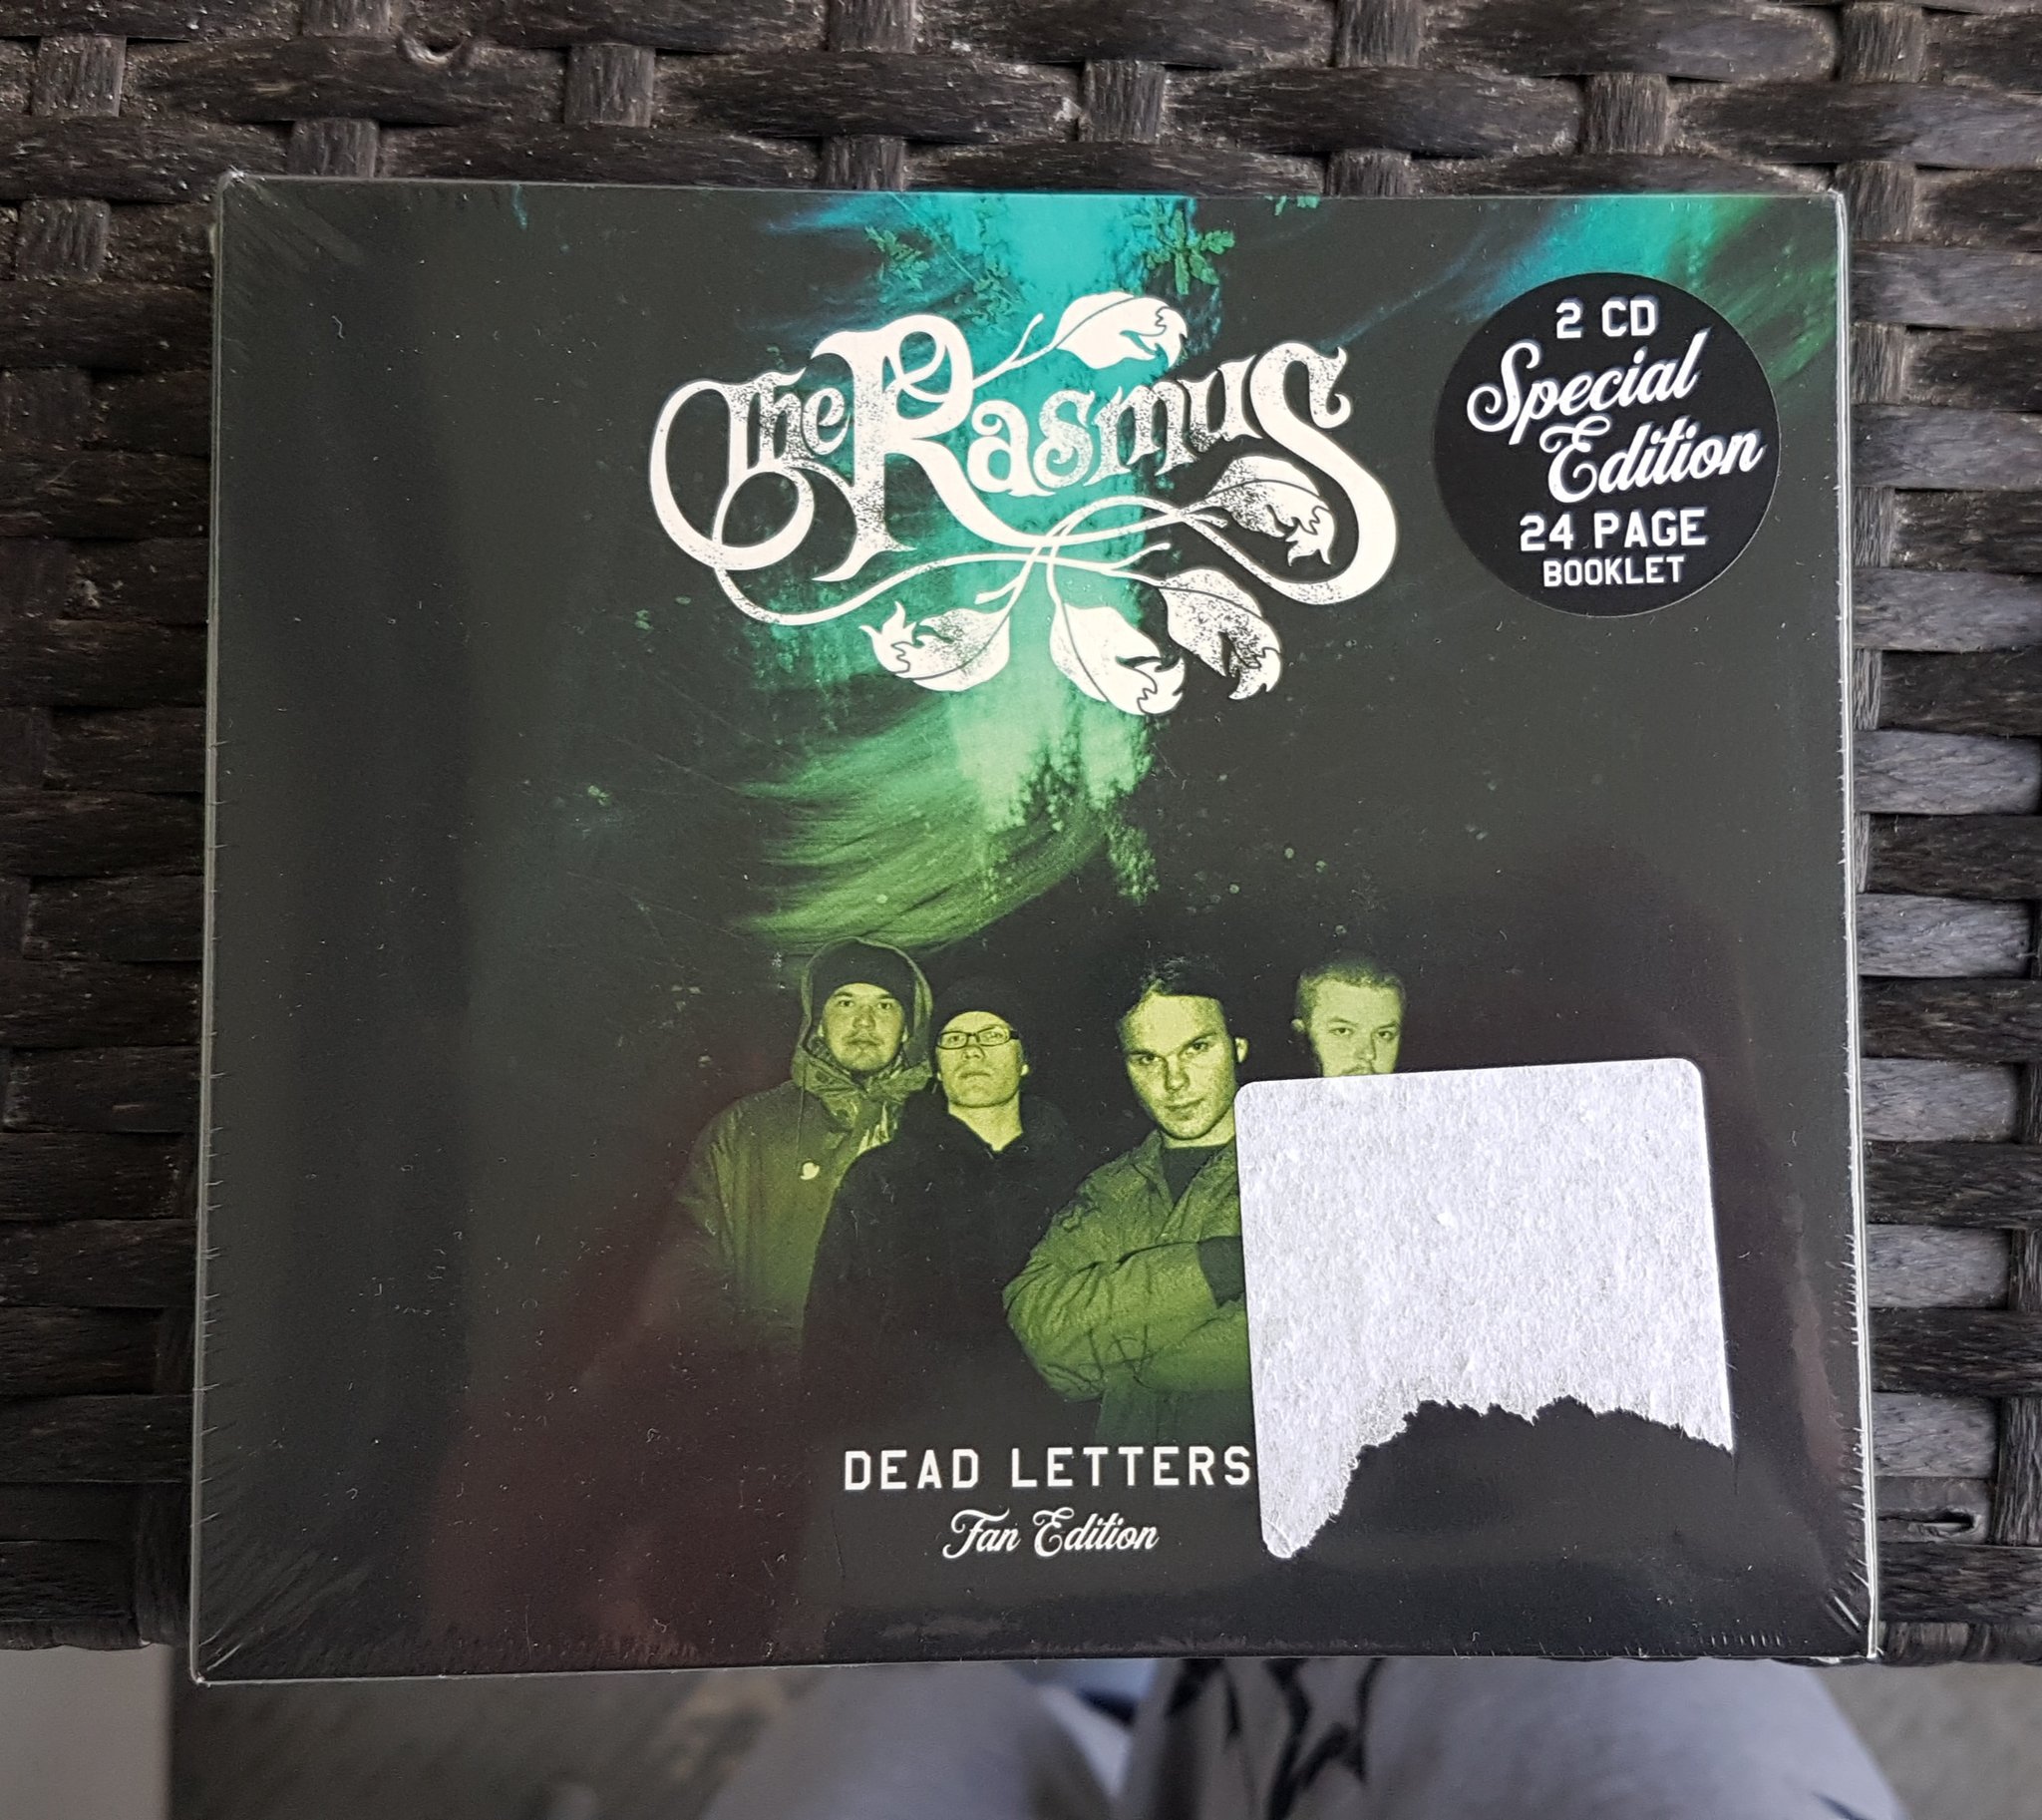 The Rasmus
2 CD
Special
Edition
24 PAGE
BOOKLET
DEAD LETTERS
Fan Edition